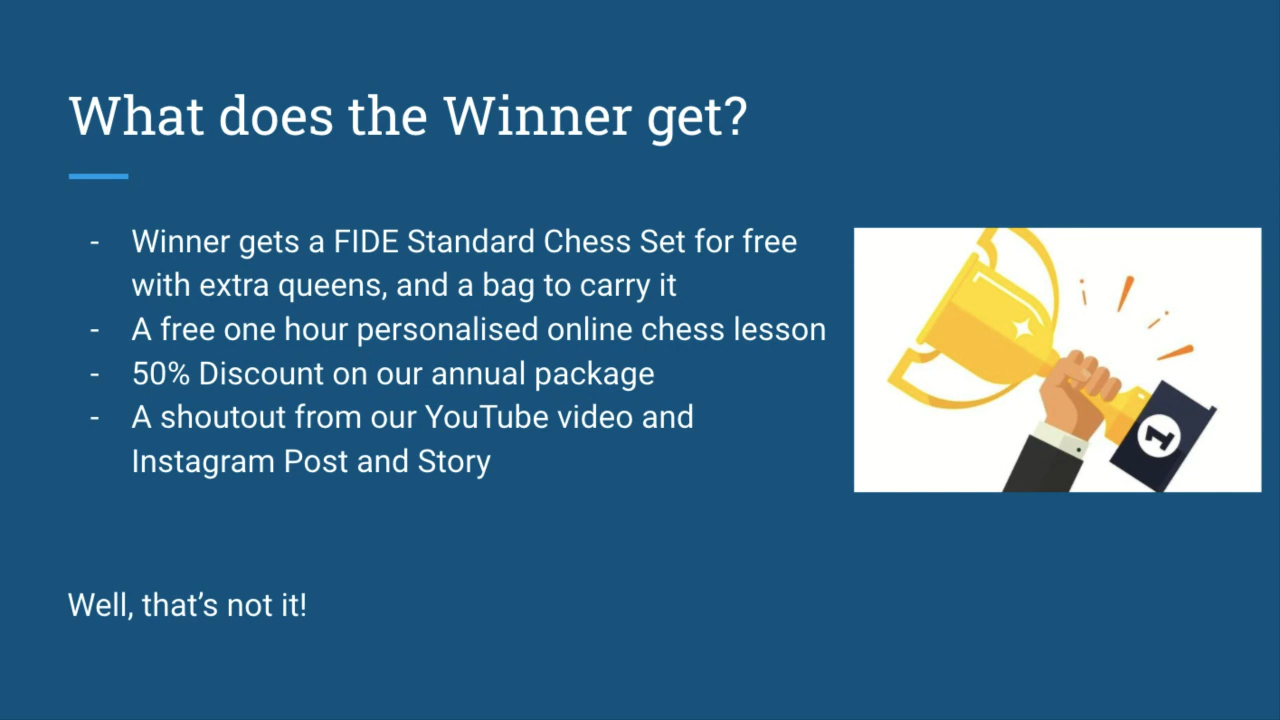 What does the Winner get?
- Winner gets a FIDE Standard Chess Set for free
with extra queens, and a bag to carry it
- A free one hour personalised online chess lesson
- 50% Discount on our annual package
- A shoutout from our YouTube video and
Instagram Post and Story
1
Well, that’s not it!